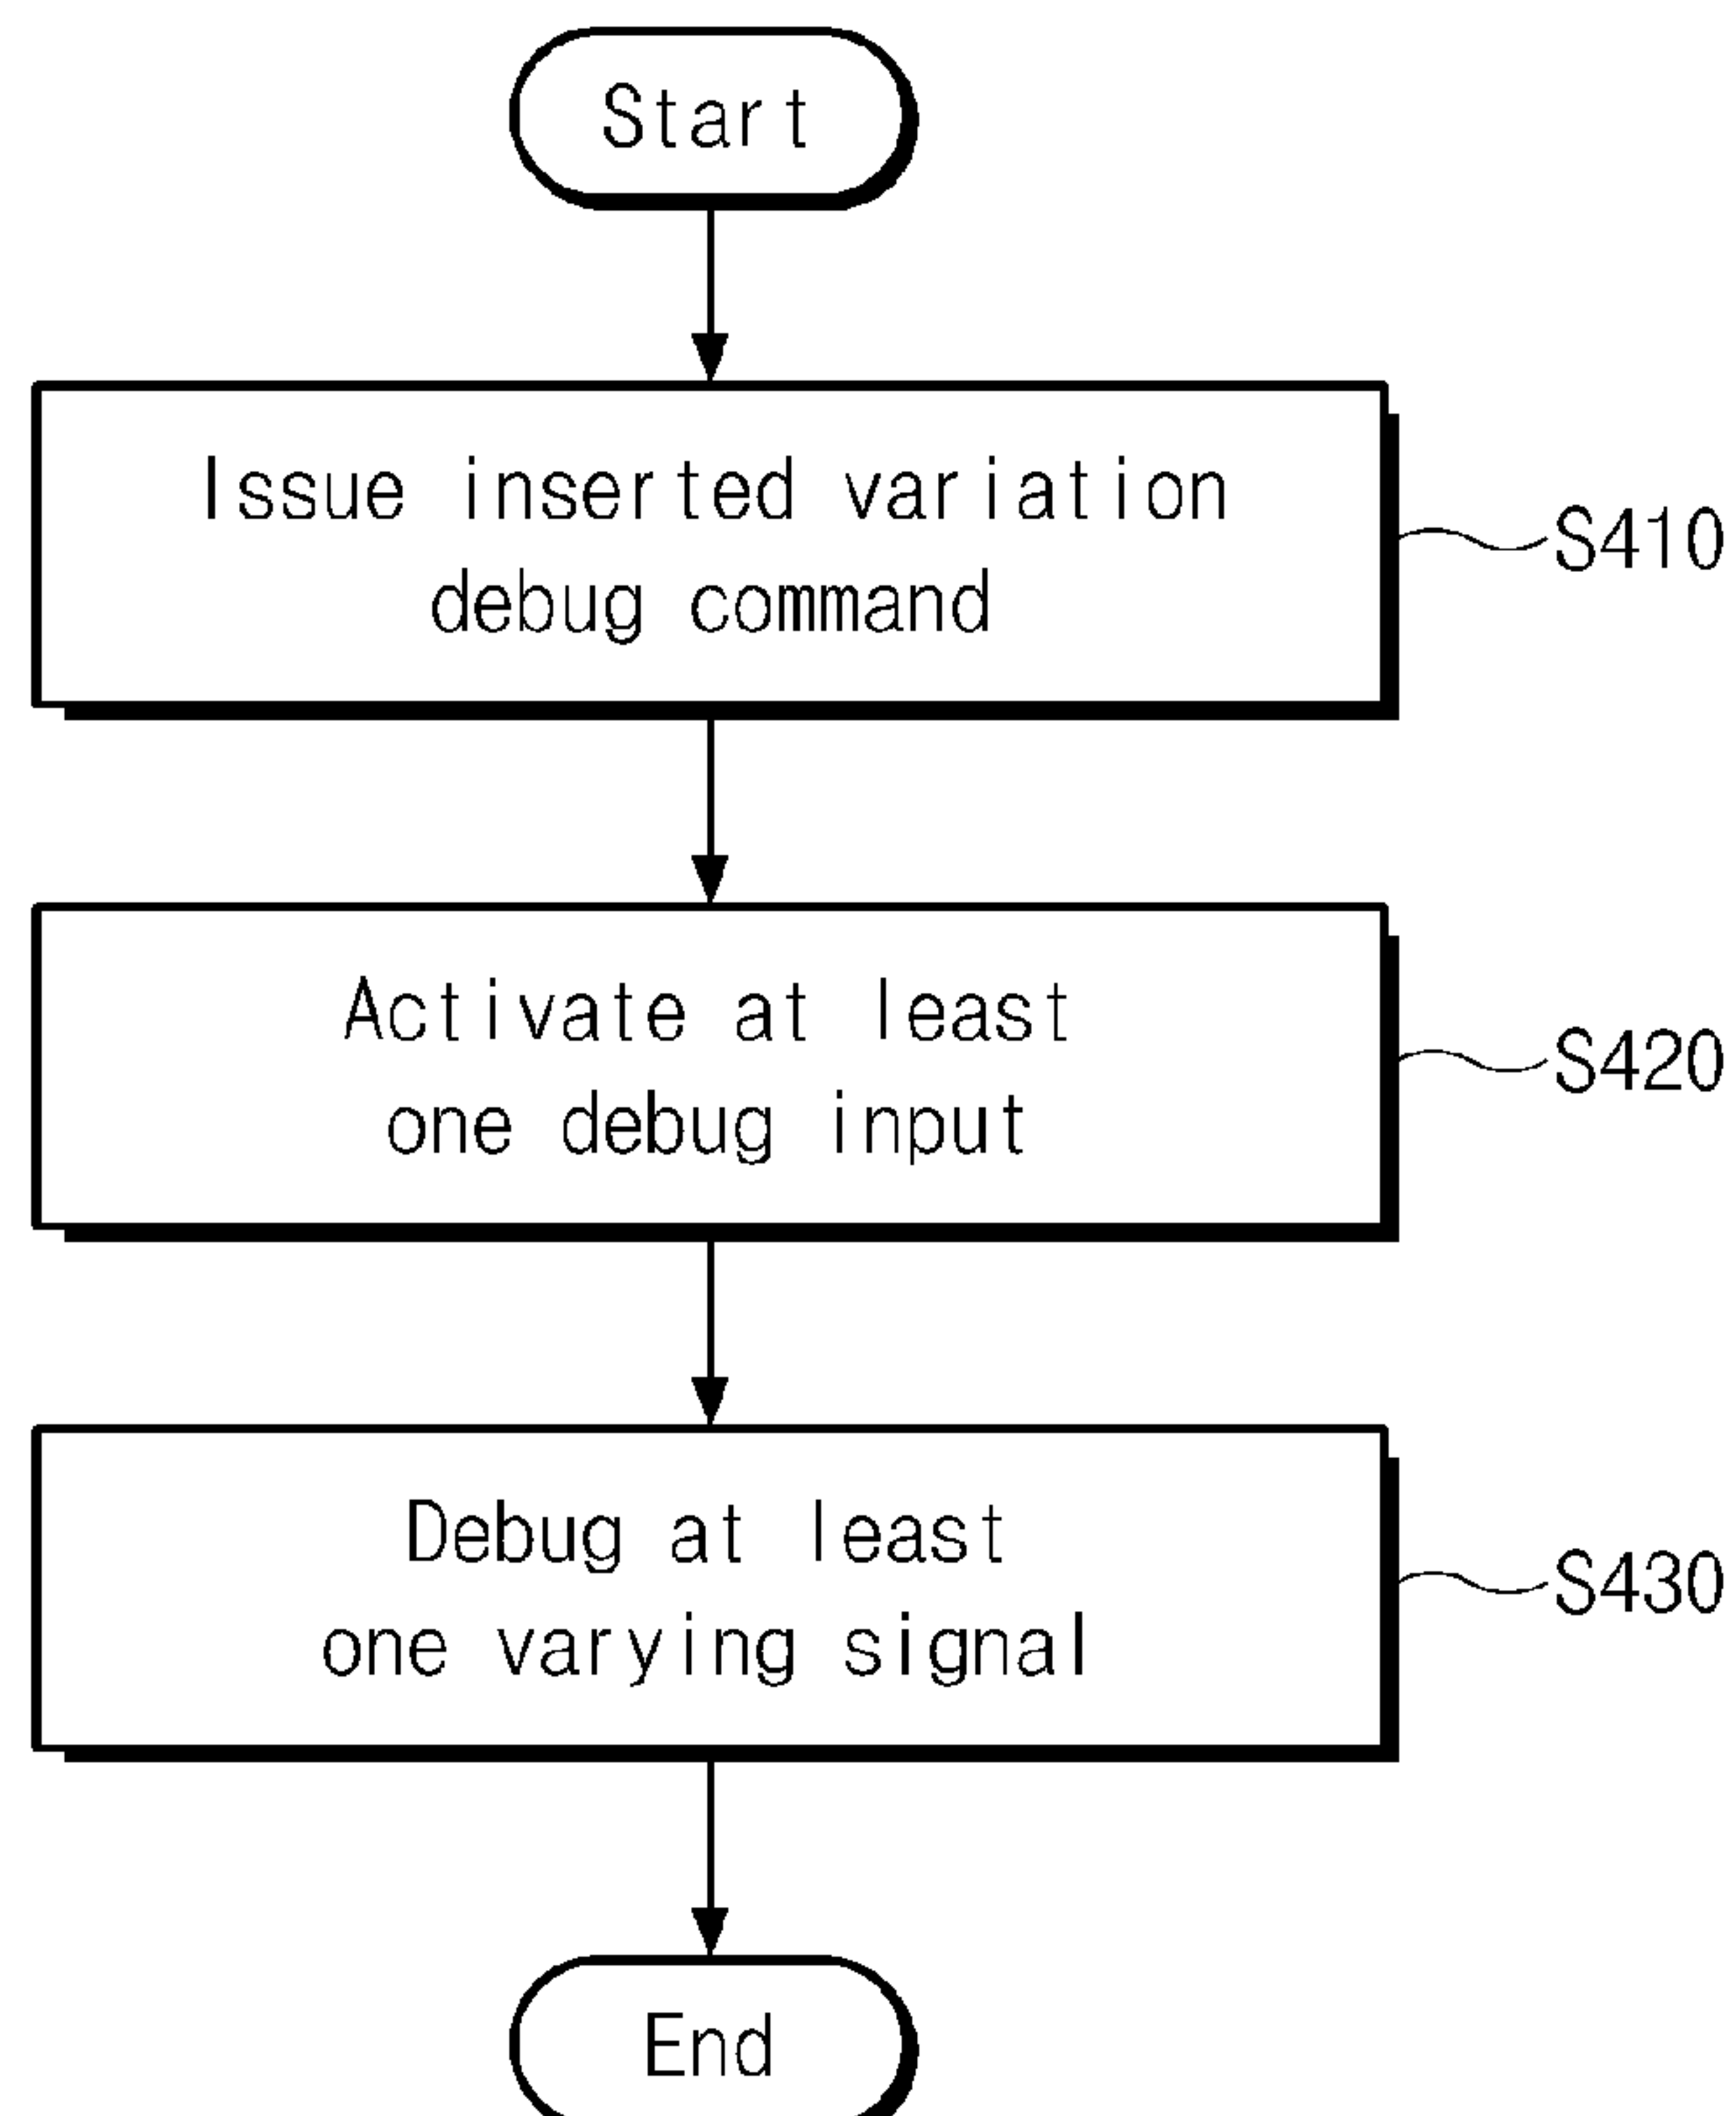 Start
Issue inserted variation
debug command
S410
Activate at least
one debug input
S420
Debug at least
one varying signal
S430
End